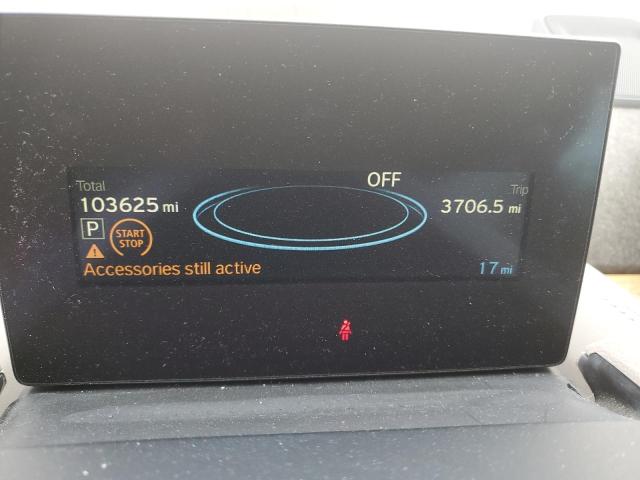 OFF
Total
Trip
103625 mi
3706.5 mi
P
START
STOP
Accessories still active
17 mi